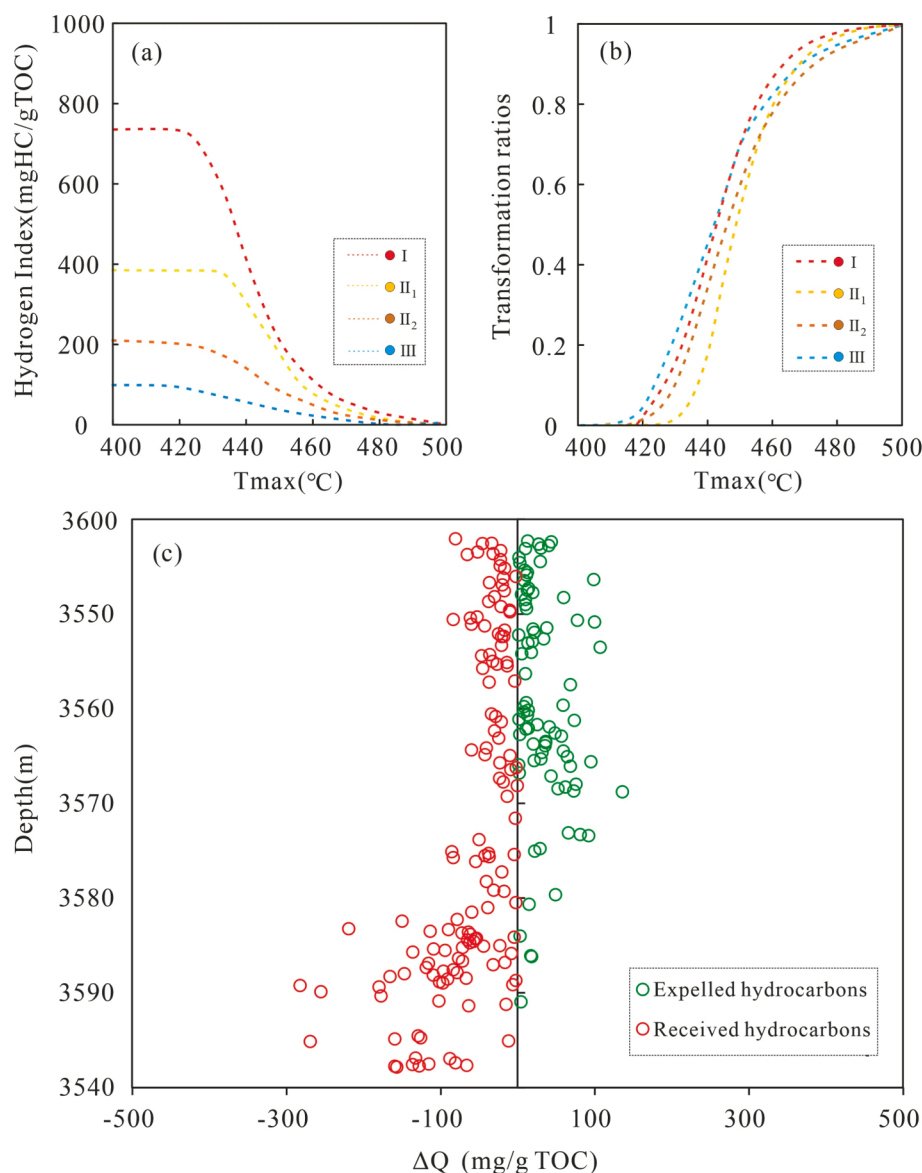 (a)
Hydrogen Index(mgHC/gTOC)
1000
800
600
400
200
0
400 420 440 460 480 500
Tmax(℃)
I
II₁
II₂
III
(b)
Transformation ratios
1
0.8
0.6
0.4
0.2
0
400 420 440 460 480 500
Tmax(℃)
I
II₁
II₂
III
(c)
Depth(m)
3600
3550
3560
3570
3580
3590
3540
-500 -300 -100 100 300 500
ΔQ (mg/g TOC)
Expelled hydrocarbons
Received hydrocarbons